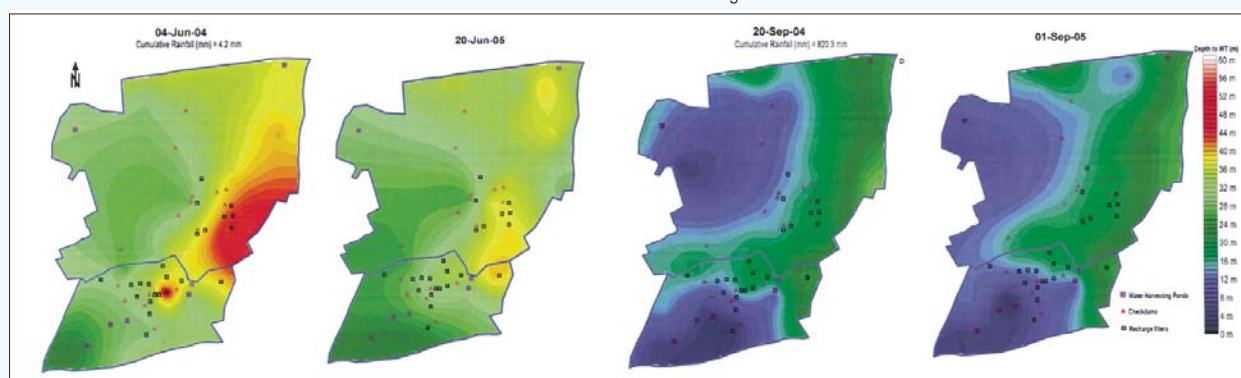 04-Jun-04
Cumulative Rainfall (mm) = 4.2 mm
20-Jun-05
20-Sep-04
Cumulative Rainfall (mm) = 820.3 mm
01-Sep-05
N
Depth to WT (m)
60 m
56 m
52 m
48 m
44 m
40 m
36 m
32 m
28 m
24 m
20 m
16 m
12 m
8 m
4 m
0 m
Water Harvesting Ponds
Checkdams
Recharge filters